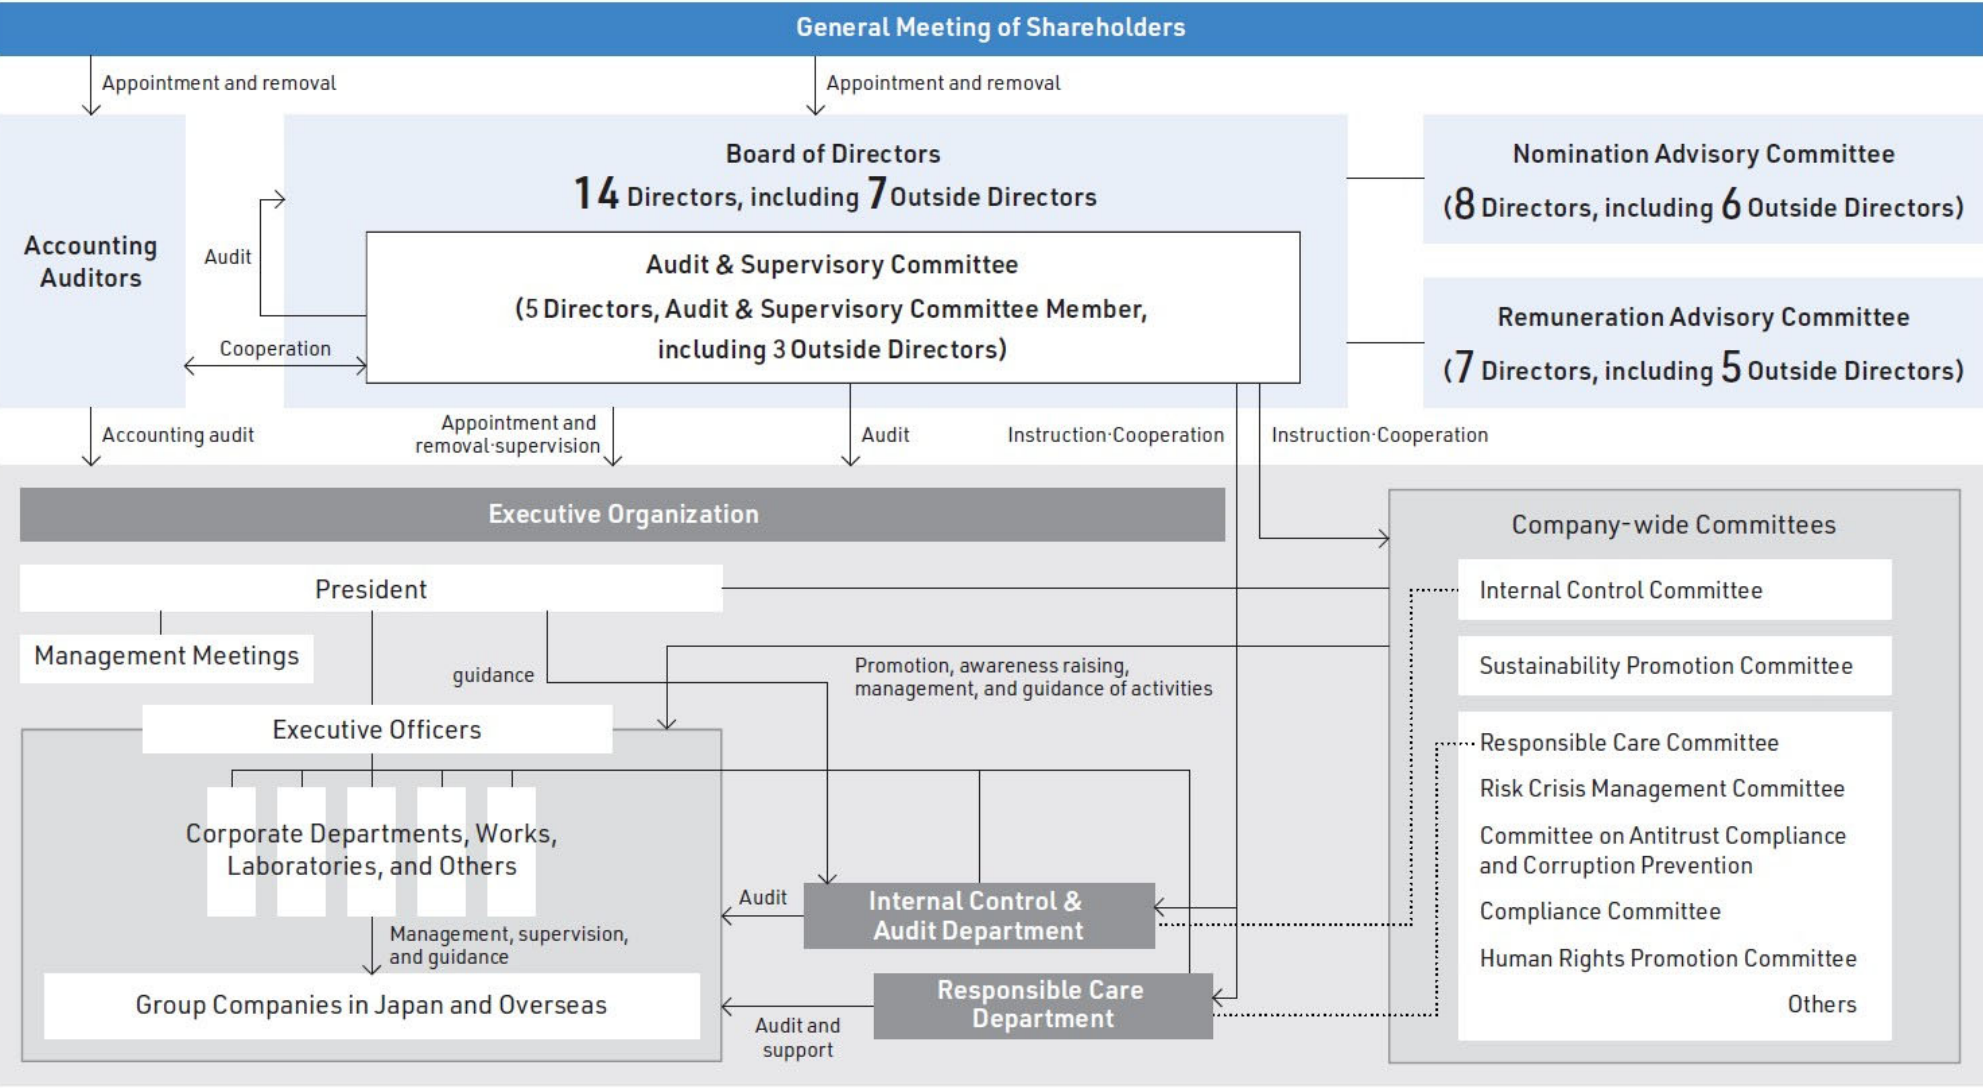 General Meeting of Shareholders
Appointment and removal
Appointment and removal
Board of Directors
14 Directors, including 7 Outside Directors
Nomination Advisory Committee
(8 Directors, including 6 Outside Directors)
Accounting
Auditors
Audit
Audit & Supervisory Committee
(5 Directors, Audit & Supervisory Committee Member,
including 3 Outside Directors)
Cooperation
Remuneration Advisory Committee
(7 Directors, including 5 Outside Directors)
Accounting audit
Appointment and
removal·supervision
Audit
Instruction·Cooperation
Instruction·Cooperation
Executive Organization
President
Management Meetings
guidance
Promotion, awareness raising,
management, and guidance of activities
Executive Officers
Corporate Departments, Works,
Laboratories, and Others
Management, supervision,
and guidance
Group Companies in Japan and Overseas
Audit
Internal Control &
Audit Department
Responsible Care
Department
Audit and
support
Company-wide Committees
Internal Control Committee
Sustainability Promotion Committee
Responsible Care Committee
Risk Crisis Management Committee
Committee on Antitrust Compliance
and Corruption Prevention
Compliance Committee
Human Rights Promotion Committee
Others